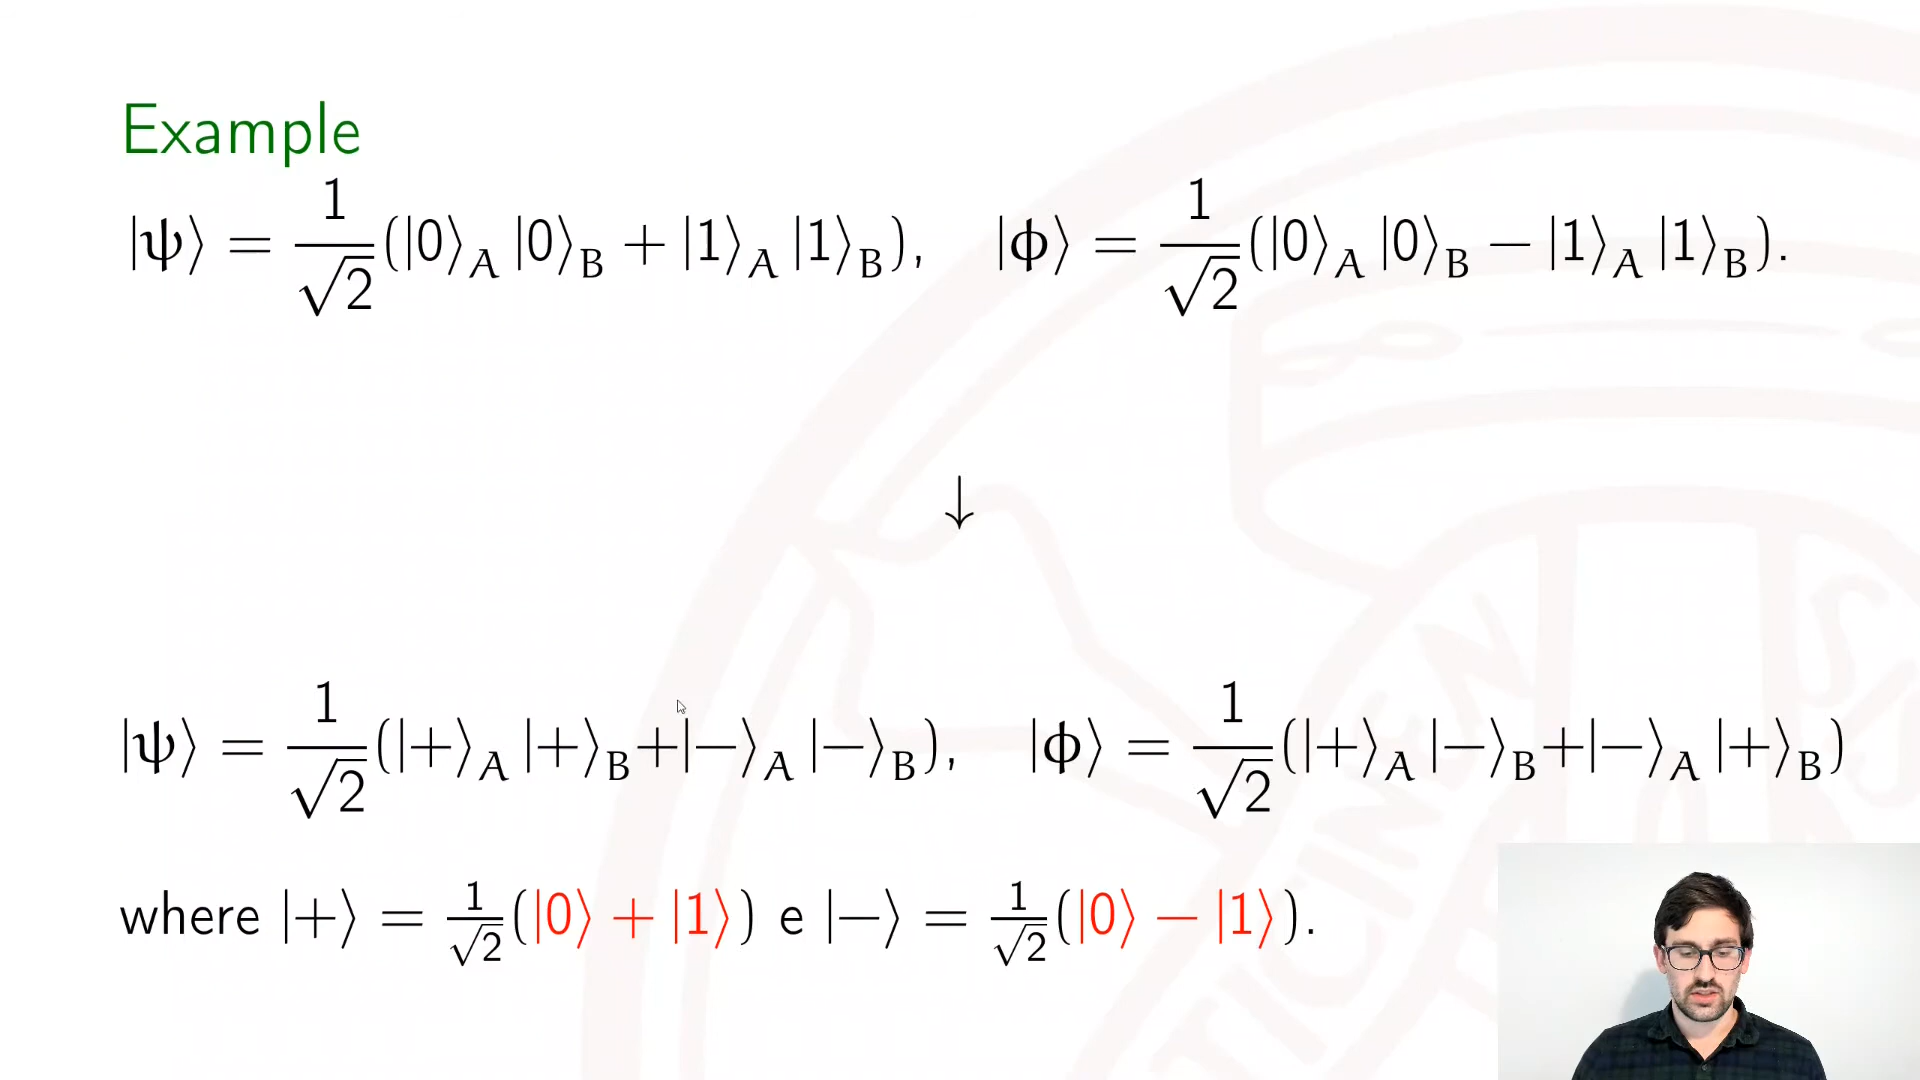 Example
|ψ⟩ = 1/√2 (|0⟩_A |0⟩_B + |1⟩_A |1⟩_B), |ϕ⟩ = 1/√2 (|0⟩_A |0⟩_B − |1⟩_A |1⟩_B).
↓
|ψ⟩ = 1/√2 (|+⟩_A |+⟩_B + |−⟩_A |−⟩_B), |ϕ⟩ = 1/√2 (|+⟩_A |−⟩_B + |−⟩_A |+⟩_B)
where |+⟩ = 1/√2 (|0⟩ + |1⟩) e |−⟩ = 1/√2 (|0⟩ − |1⟩).
TICINEN